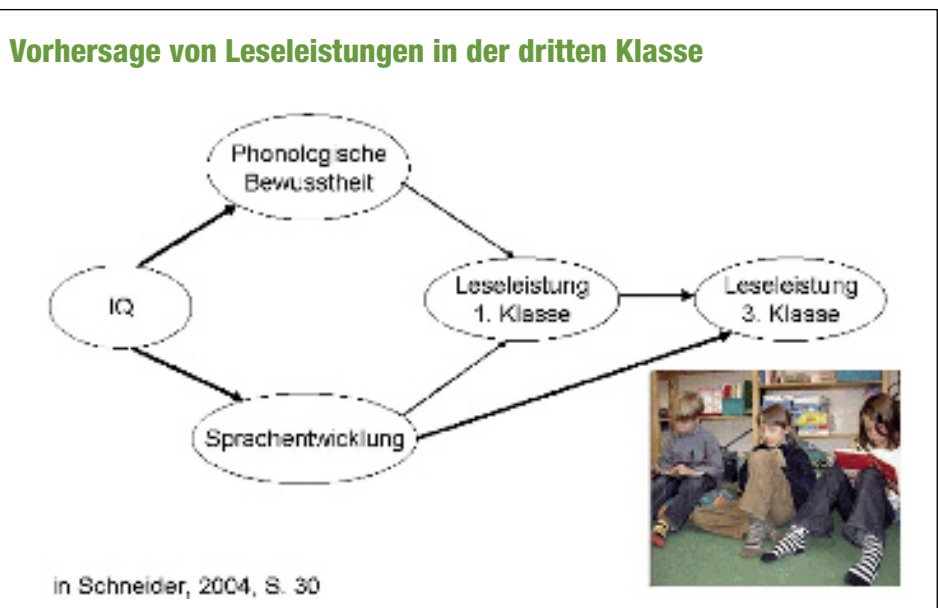 Vorhersage von Leseleistungen in der dritten Klasse
Phonologische
Bewusstheit
IQ
Leseleistung
1. Klasse
Leseleistung
3. Klasse
Sprachentwicklung
in Schneider, 2004, S. 30